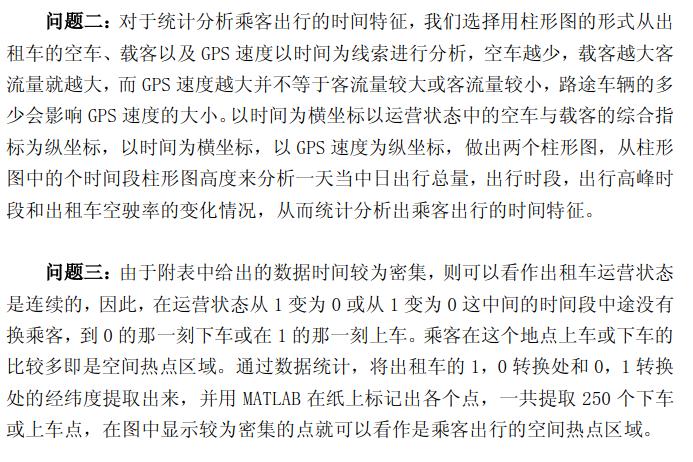 问题二：对于统计分析乘客出行的时间特征，我们选择用柱形图的形式从出
租车的空车、载客以及 GPS 速度以时间为线索进行分析，空车越少，载客越大客
流量就越大，而 GPS 速度越大并不等于客流量较大或客流量较小，路途车辆的多
少会影响 GPS 速度的大小。以时间为横坐标以运营状态中的空车与载客的综合指
标为纵坐标，以时间为横坐标，以 GPS 速度为纵坐标，做出两个柱形图，从柱形
图中的个时间段柱形图高度来分析一天当中日出行总量，出行时段，出行高峰时
段和出租车空驶率的变化情况，从而统计分析出乘客出行的时间特征。
问题三：由于附表中给出的数据时间较为密集，则可以看作出租车运营状态
是连续的，因此，在运营状态从 1 变为 0 或从 1 变为 0 这中间的时间段中途没有
换乘客，到 0 的那一刻下车或在 1 的那一刻上车。乘客在这个地点上车或下车的
比较多即是空间热点区域。通过数据统计，将出租车的 1，0 转换处和 0，1 转换
处的经纬度提取出来，并用 MATLAB 在纸上标记出各个点，一共提取 250 个下车
或上车点，在图中显示较为密集的点就可以看作是乘客出行的空间热点区域。